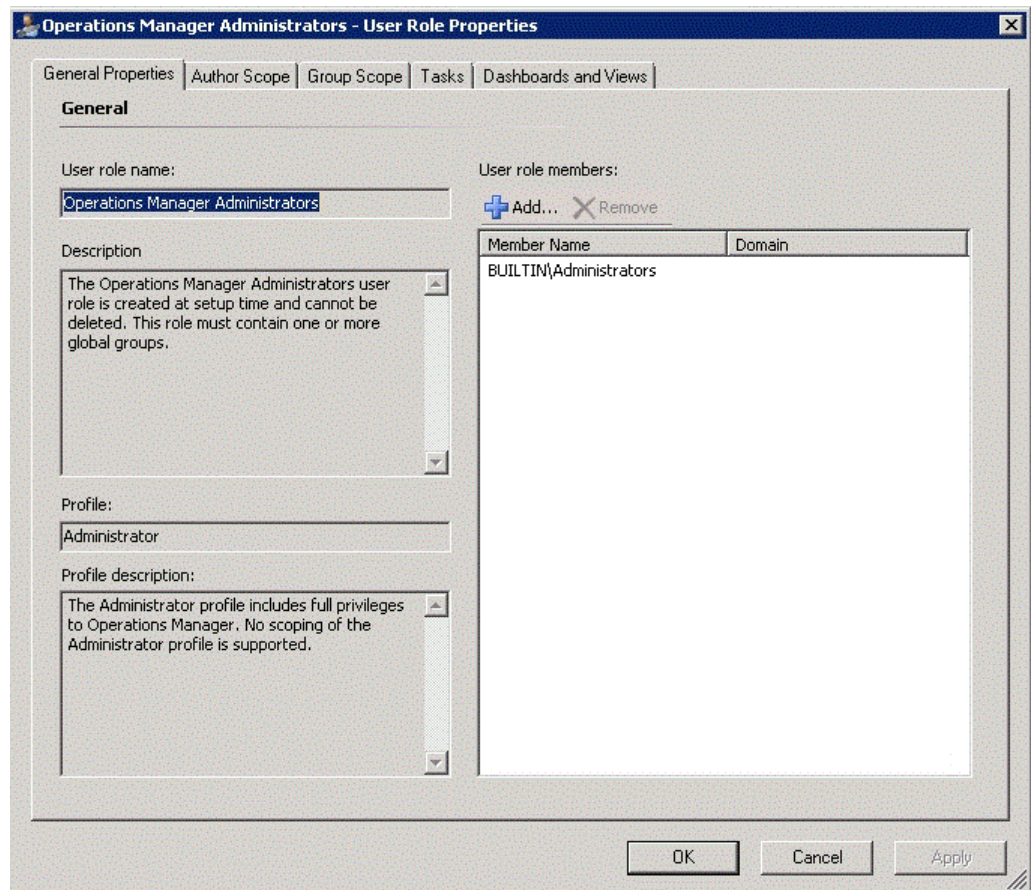 Operations Manager Administrators - User Role Properties
General Properties Author Scope Group Scope Tasks Dashboards and Views
General
User role name:
Operations Manager Administrators
Description
The Operations Manager Administrators user
role is created at setup time and cannot be
deleted. This role must contain one or more
global groups.
Profile:
Administrator
Profile description:
The Administrator profile includes full privileges
to Operations Manager. No scoping of the
Administrator profile is supported.
User role members:
Add... Remove
Member Name Domain
BUILTIN\Administrators
OK Cancel Apply